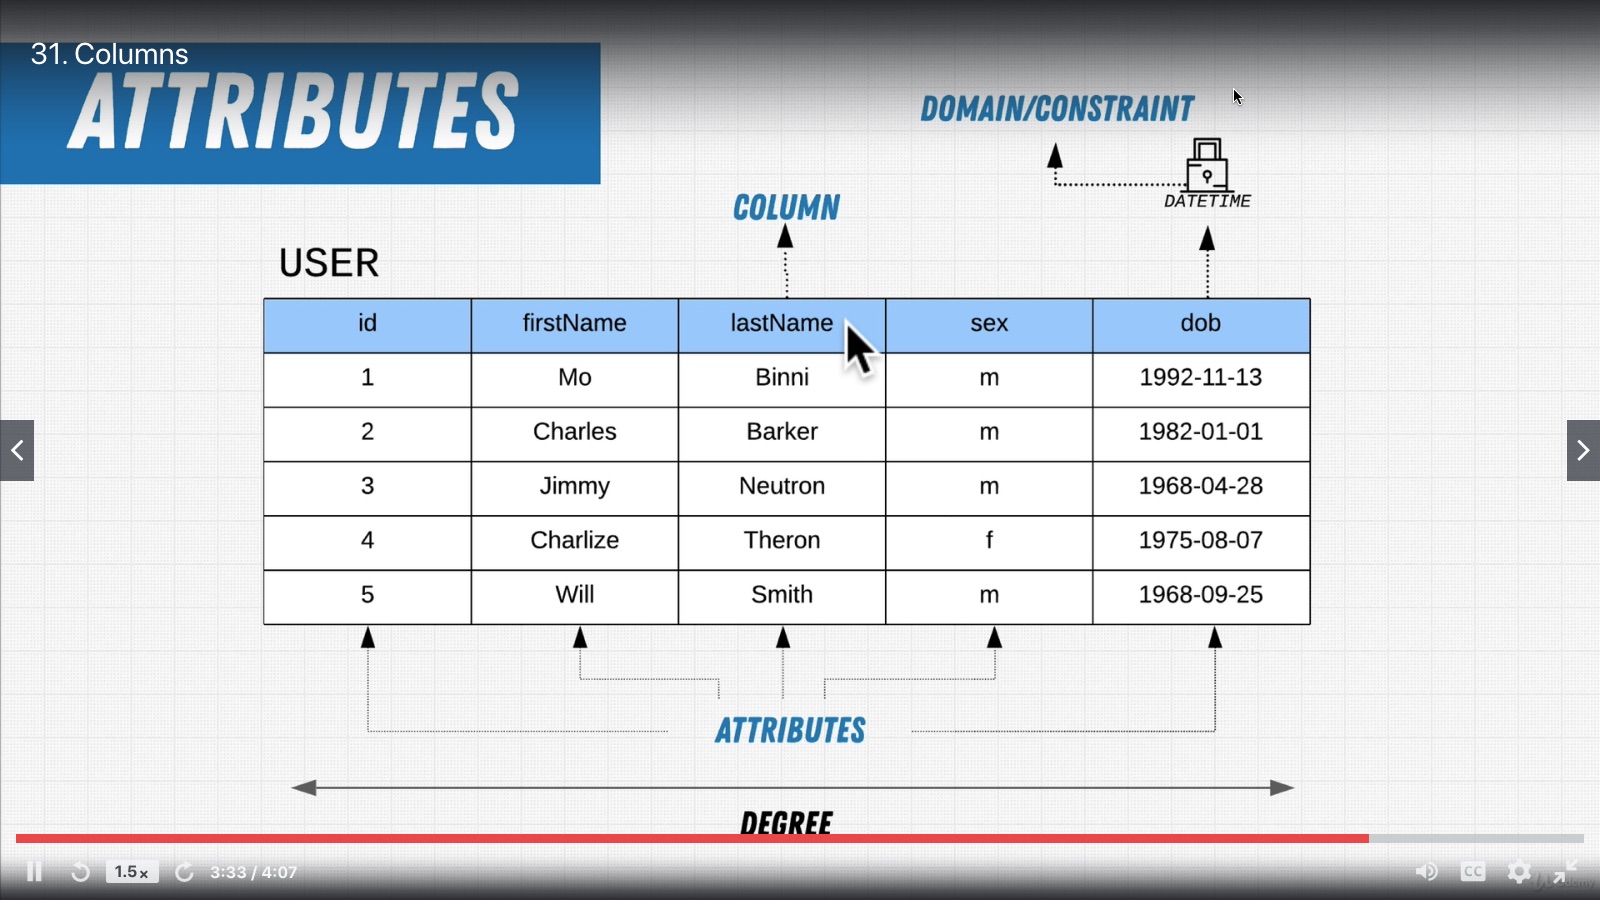 31. Columns
ATTRIBUTES
DOMAIN/CONSTRAINT
DATETIME
COLUMN
USER
id firstName lastName sex dob
1 Mo Binni m 1992-11-13
2 Charles Barker m 1982-01-01
3 Jimmy Neutron m 1968-04-28
4 Charlize Theron f 1975-08-07
5 Will Smith m 1968-09-25
ATTRIBUTES
DEGREE
1.5x 3:33 / 4:07 CC